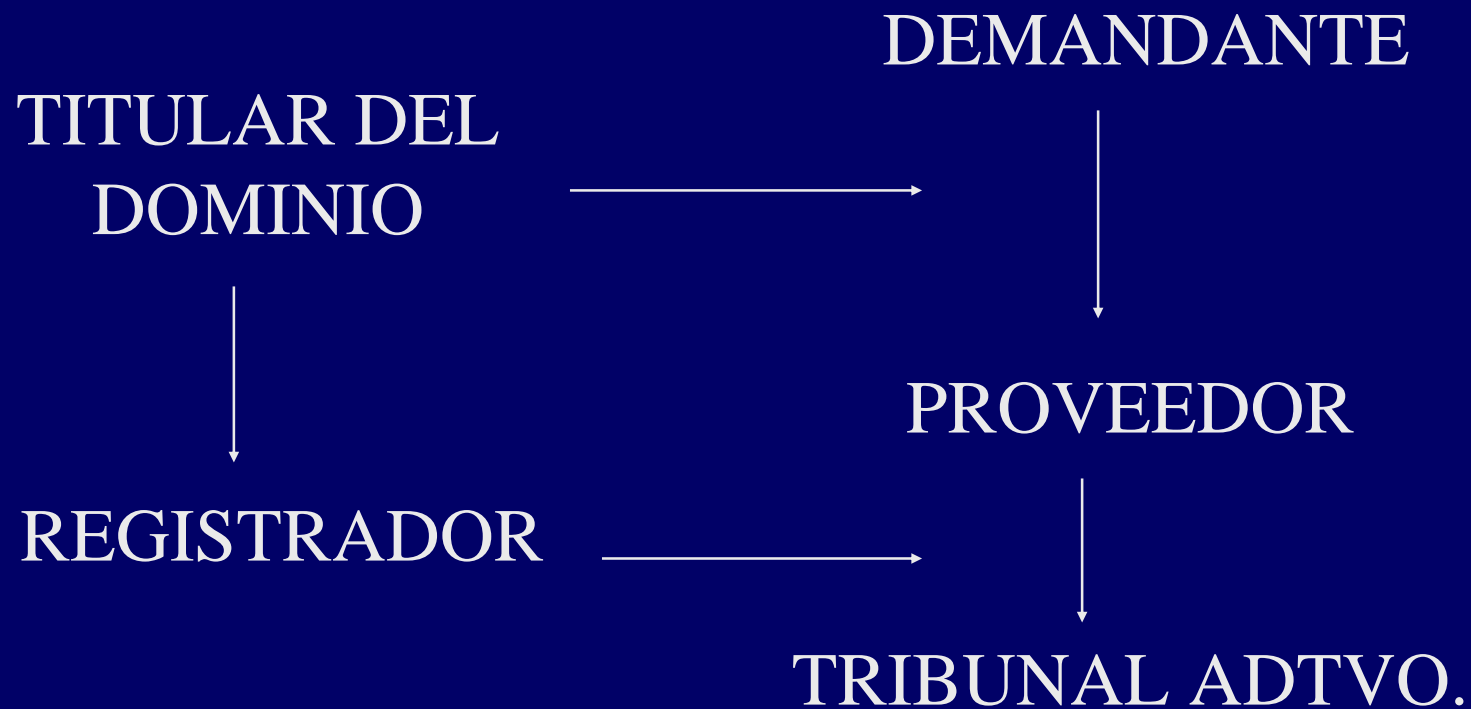 DEMANDANTE
TITULAR DEL
DOMINIO
PROVEEDOR
REGISTRADOR
TRIBUNAL ADTVO.